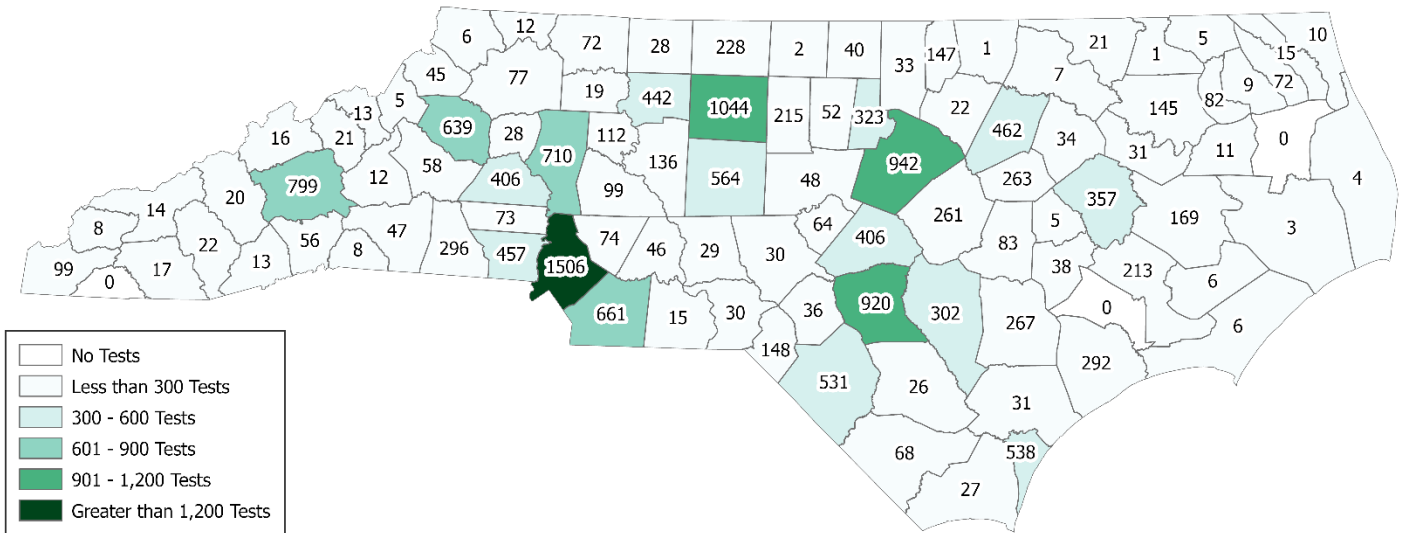 6 12 72 28 228 2 40 33 147 1 21 1 5 15 10
45 77 19 442 1044 215 52 323 22 7 145 82 9 72
16 21 13 5 639 28 710 112 136 564 48 942 462 34 31 11 0 4
14 20 799 12 58 406 99 263 357 169 3
8 22 13 56 8 47 296 73 457 74 46 29 30 64 406 261 83 5 38 213 6
99 0 17 1506 661 15 30 36 920 302 267 0 292 6
148 531 26 31
68 27 538
No Tests
Less than 300 Tests
300 - 600 Tests
601 - 900 Tests
901 - 1,200 Tests
Greater than 1,200 Tests